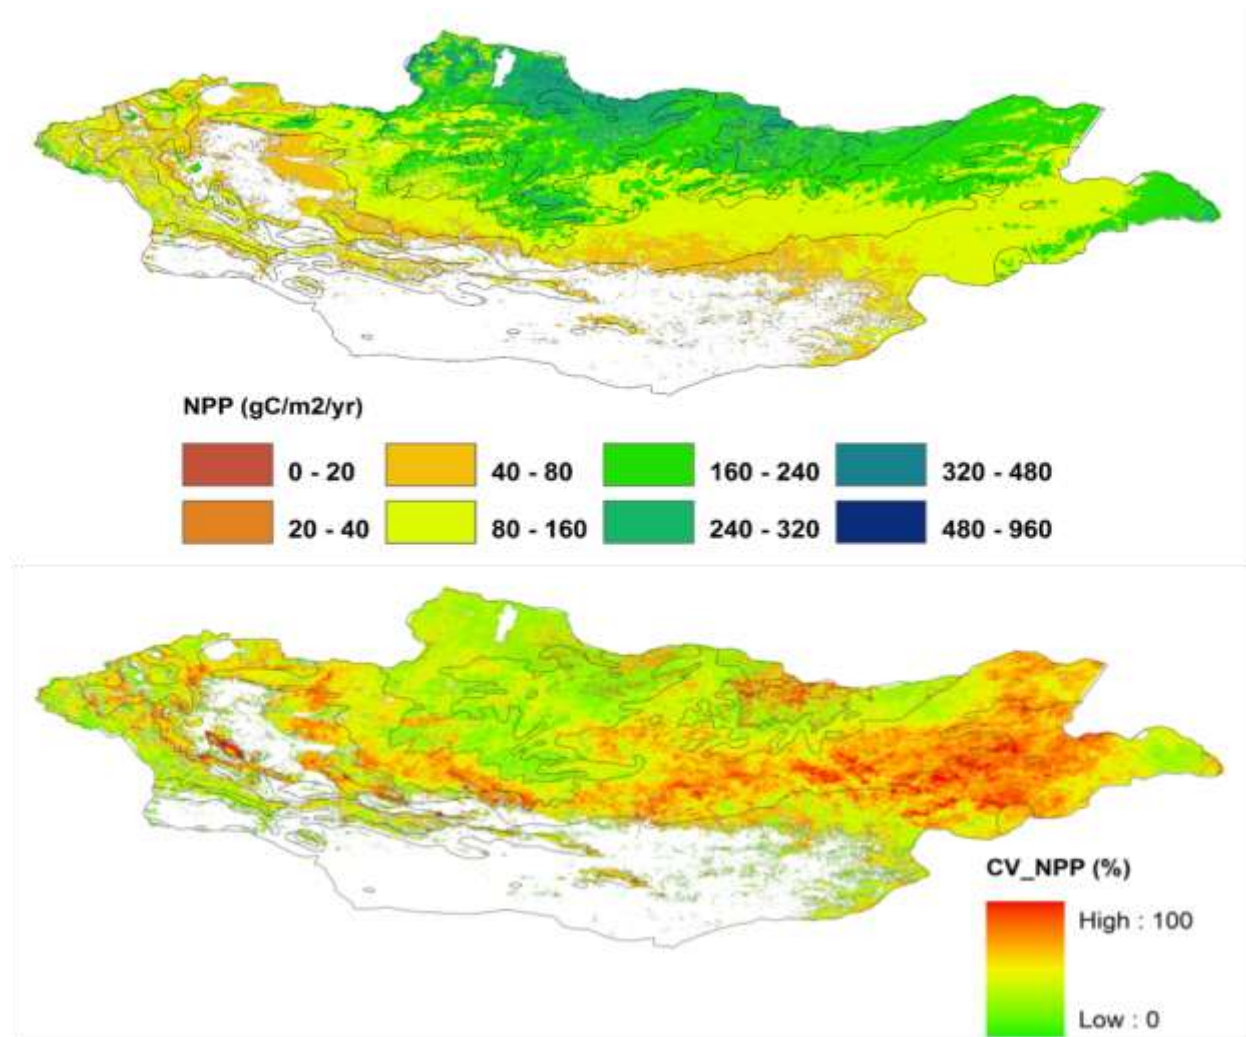 NPP (gC/m2/yr)
0 - 20
40 - 80
160 - 240
320 - 480
20 - 40
80 - 160
240 - 320
480 - 960
CV_NPP (%)
High : 100
Low : 0